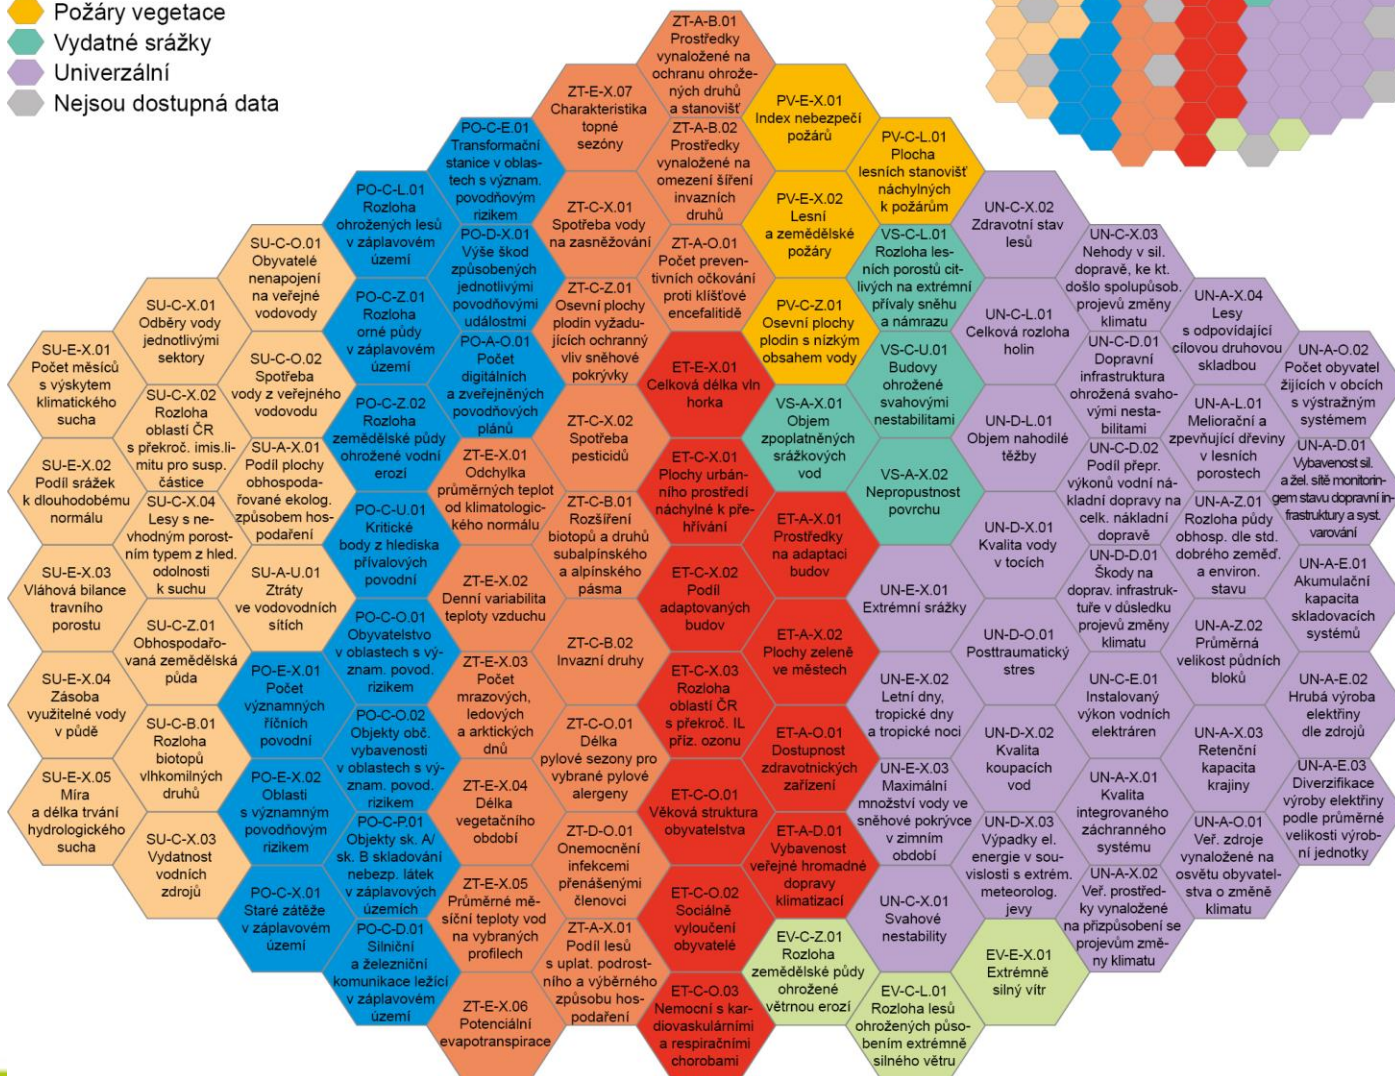 Požáry vegetace
Vydatné srážky
Univerzální
Nejsou dostupná data
SU-E-X.01
Počet měsíců
s výskytem
klimatického
sucha
SU-E-X.02
Podíl srážek
k dlouhodobému
normálu
SU-E-X.03
Vláhová bilance
travního
porostu
SU-E-X.04
Zásoba
využitelné vody
v půdě
SU-E-X.05
Míra
a délka trvání
hydrologického
sucha
SU-C-X.01
Odběry vody
jednotlivými
sektory
SU-C-X.02
Rozloha
oblastí ČR
s překroč. imis.li-
mitu pro susp.
částice
SU-C-X.04
Lesy s ne-
vhodným porost-
ním typem z hled.
odolnosti
k suchu
SU-C-Z.01
Obhospodařo-
vaná zemědělská
půda
SU-C-B.01
Rozloha
biotopů
vlhkomilných
druhů
SU-C-X.03
Vydatnost
vodních
zdrojů
SU-C-O.01
Obyvatelé
nenapojení
na veřejné
vodovody
SU-C-O.02
Spotřeba
vody z veřejného
vodovodu
SU-A-X.01
Podíl plochy
obhospoda-
řované ekolog.
způsobem hos-
podaření
SU-A-U.01
Ztráty
ve vodovodních
sítích
PO-E-X.01
Počet
významných
říčních
povodní
PO-E-X.02
Oblasti
s významným
povodňovým
rizikem
PO-C-X.01
Staré zátěže
v záplavovém
území
PO-C-L.01
Rozloha
ohrožených lesů
v záplavovém
území
PO-C-Z.01
Rozloha
orné půdy
v záplavovém
území
PO-C-Z.02
Rozloha
zemědělské půdy
ohrožené vodní
erozí
PO-C-U.01
Kritické
body z hlediska
přívalových
povodní
PO-C-O.01
Obyvatelstvo
v oblastech s vý-
znam. povod.
rizikem
PO-C-O.02
Objekty obč.
vybavenosti
v oblastech s vý-
znam. povod.
rizikem
PO-C-P.01
Objekty sk. A/
sk. B skladování
nebezp. látek
v záplavových
územích
PO-C-D.01
Silniční
a železniční
komunikace ležící
v záplavovém
území
PO-C-E.01
Transformační
stanice v oblas-
tech s význam.
povodňovým
rizikem
PO-D-X.01
Výše škod
způsobených
jednotlivými
povodňovými
událostmi
PO-A-O.01
Počet
digitálních
a zveřejněných
povodňových
plánů
ZT-E-X.01
Odchylka
průměrných teplot
od klimatologic-
kého normálu
ZT-E-X.02
Denní variabilita
teploty vzduchu
ZT-E-X.03
Počet
mrazových,
ledových
a arktických
dnů
ZT-E-X.04
Délka
vegetačního
období
ZT-E-X.05
Průměrné mě-
síční teploty vod
na vybraných
profilech
ZT-E-X.06
Potenciální
evapotranspirace
ZT-E-X.07
Charakteristika
topné
sezóny
ZT-C-X.01
Spotřeba vody
na zasněžování
ZT-C-Z.01
Osevní plochy
plodin vyžadu-
jících ochranný
vliv sněhové
pokrývky
ZT-C-X.02
Spotřeba
pesticidů
ZT-C-B.01
Rozšíření
biotopů a druhů
subalpínského
a alpínského
pásma
ZT-C-B.02
Invazní druhy
ZT-C-O.01
Délka
pylové sezony pro
vybrané pylové
alergeny
ZT-D-O.01
Onemocnění
infekcemi
přenášenými
členovci
ZT-A-X.01
Podíl lesů
s uplat. podrost-
ního a výběrného
způsobu hos-
podaření
ZT-A-B.01
Prostředky
vynaložené na
ochranu ohrože-
ných druhů
a stanovišť
ZT-A-B.02
Prostředky
vynaložené na
omezení šíření
invazních
druhů
ZT-A-O.01
Počet preven-
tivních očkování
proti klíšťové
encefalitidě
ET-E-X.01
Celková délka vln
horka
ET-C-X.01
Plochy urbán-
ního prostředí
náchylné k pře-
hřívání
ET-C-X.02
Podíl
adaptovaných
budov
ET-C-X.03
Rozloha
oblastí ČR
s překroč. IL
příz. ozonu
ET-C-O.01
Věková struktura
obyvatelstva
ET-C-O.02
Sociálně
vyloučení
obyvatelé
ET-C-O.03
Nemocní s kar-
diovaskulárními
a respiračními
chorobami
PV-E-X.01
Index nebezpečí
požárů
PV-E-X.02
Lesní
a zemědělské
požáry
PV-C-Z.01
Osevní plochy
plodin s nízkým
obsahem vody
VS-A-X.01
Objem
zpoplatněných
srážkových
vod
ET-A-X.01
Prostředky
na adaptaci
budov
ET-A-X.02
Plochy zeleně
ve městech
ET-A-O.01
Dostupnost
zdravotnických
zařízení
ET-A-D.01
Vybavenost
veřejné hromadné
dopravy
klimatizací
EV-C-Z.01
Rozloha
zemědělské půdy
ohrožené
větrnou erozí
PV-C-L.01
Plocha
lesních stanovišť
náchylných
k požárům
VS-C-L.01
Rozloha les-
ních porostů cit-
livých na extrémní
přívaly sněhu
a námrazu
VS-C-U.01
Budovy
ohrožené
svahovými
nestabilitami
VS-A-X.02
Nepropustnost
povrchu
UN-E-X.01
Extrémní srážky
UN-E-X.02
Letní dny,
tropické dny
a tropické noci
UN-E-X.03
Maximální
množství vody ve
sněhové pokrývce
v zimním
období
UN-C-X.01
Svahové
nestability
EV-C-L.01
Rozloha lesů
ohrožených půso-
bením extrémně
silného větru
UN-C-X.02
Zdravotní stav
lesů
UN-C-L.01
Celková rozloha
holin
UN-D-L.01
Objem nahodilé
těžby
UN-D-X.01
Kvalita vody
v tocích
UN-D-O.01
Posttraumatický
stres
UN-D-X.02
Kvalita
koupacích
vod
UN-D-X.03
Výpadky el.
energie v sou-
vislosti s extrém.
meteorolog.
jevy
EV-E-X.01
Extrémně
silný vítr
UN-C-X.03
Nehody v sil.
dopravě, ke kt.
došlo spolupůsob.
projevů změny
klimatu
UN-C-D.01
Dopravní
infrastruktura
ohrožená svaho-
vými nesta-
bilitami
UN-C-D.02
Podíl přepr.
výkonů vodní ná-
kladní dopravy na
celk. nákladní
dopravě
UN-D-D.01
Škody na
doprav. infrastruk-
tuře v důsledku
projevů změny
klimatu
UN-C-E.01
Instalovaný
výkon vodních
elektráren
UN-A-X.01
Kvalita
integrovaného
záchranného
systému
UN-A-X.02
Veř. prostřed-
ky vynaložené
na přizpůsobení se
projevům změ-
ny klimatu
UN-A-X.04
Lesy
s odpovídající
cílovou druhovou
skladbou
UN-A-L.01
Meliorační a
zpevňující dřeviny
v lesních
porostech
UN-A-Z.01
Rozloha půdy
obhosp. dle std.
dobrého zeměď.
a environ.
stavu
UN-A-Z.02
Průměrná
velikost půdních
bloků
UN-A-X.03
Retenční
kapacita
krajiny
UN-A-O.01
Veř. zdroje
vynaložené na
osvětu obyvatel-
stva o změně
klimatu
UN-A-O.02
Počet obyvatel
žijících v obcích
s výstražným
systémem
UN-A-D.01
Vybavenost sil.
a žel. sítě monitorin-
gem stavu dopravní in-
frastruktury a syst.
varování
UN-A-E.01
Akumulační
kapacita
skladovacích
systémů
UN-A-E.02
Hrubá výroba
elektřiny
dle zdrojů
UN-A-E.03
Diverzifikace
výroby elektřiny
podle průměrné
velikosti výrob-
ní jednotky